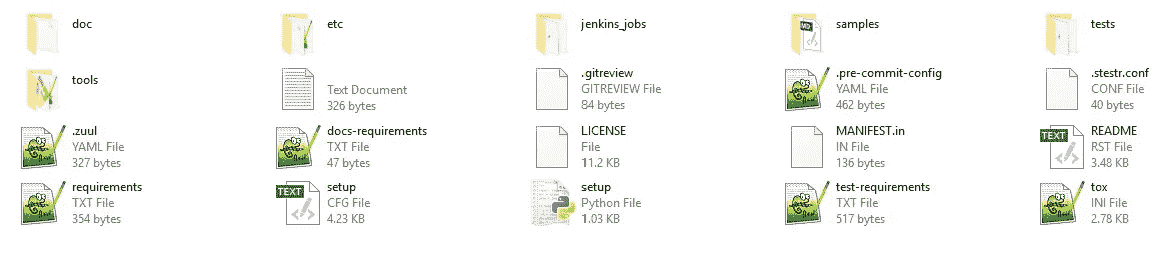 doc
etc
jenkins_jobs
samples
tests
tools
Text Document
326 bytes
.gitreview
GITREVIEW File
84 bytes
.pre-commit-config
YAML File
462 bytes
.stestr.conf
CONF File
40 bytes
.zuul
YAML File
327 bytes
docs-requirements
TXT File
47 bytes
LICENSE
File
11.2 KB
MANIFEST.in
IN File
136 bytes
TEXT
README
RST File
3.48 KB
requirements
TXT File
354 bytes
TEXT
setup
CFG File
4.23 KB
setup
Python File
1.03 KB
test-requirements
TXT File
517 bytes
tox
INI File
2.78 KB